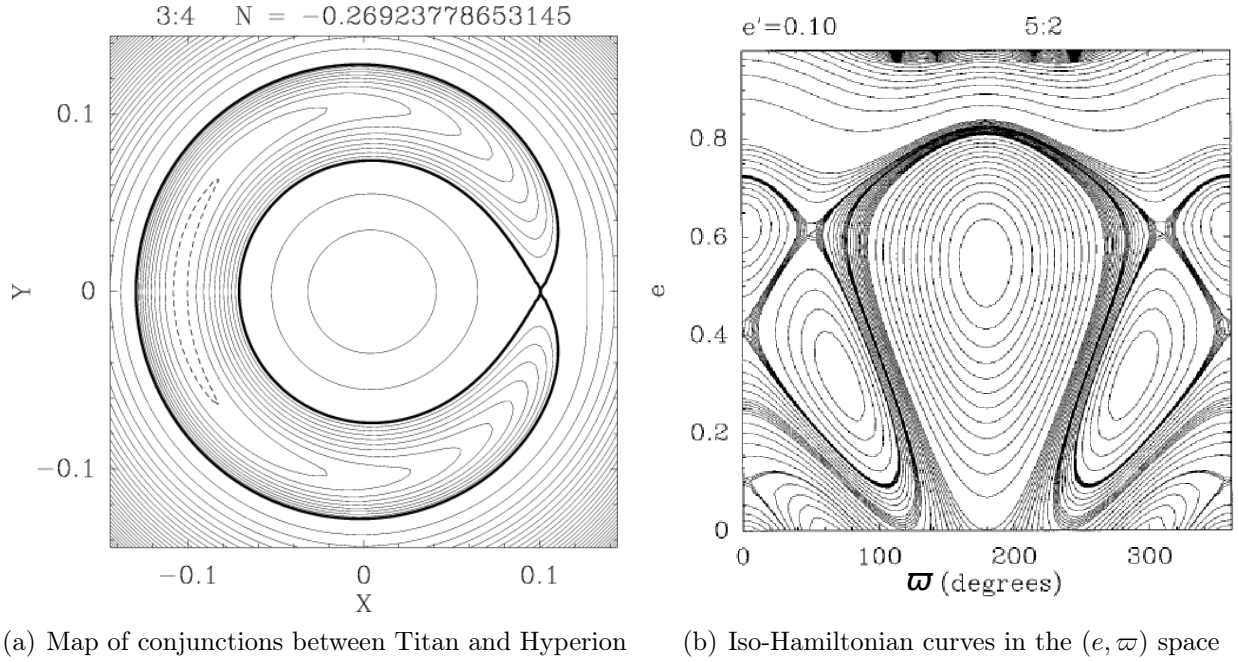 3:4 N = −0.26923778653145
0.1
0
−0.1
Y
−0.1 0 0.1
X
(a) Map of conjunctions between Titan and Hyperion
e'=0.10 5:2
0.8
0.6
0.4
0.2
0
e
0 100 200 300
ϖ (degrees)
(b) Iso-Hamiltonian curves in the (e, ϖ) space